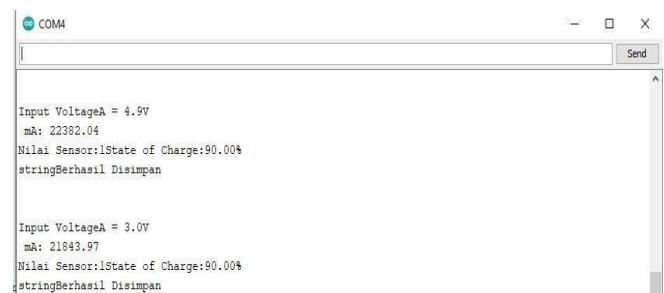 COM4
Send
Input VoltageA = 4.9V
mA: 22382.04
Nilai Sensor:1State of Charge:90.00%
stringBerhasil Disimpan
Input VoltageA = 3.0V
mA: 21843.97
Nilai Sensor:1State of Charge:90.00%
stringBerhasil Disimpan